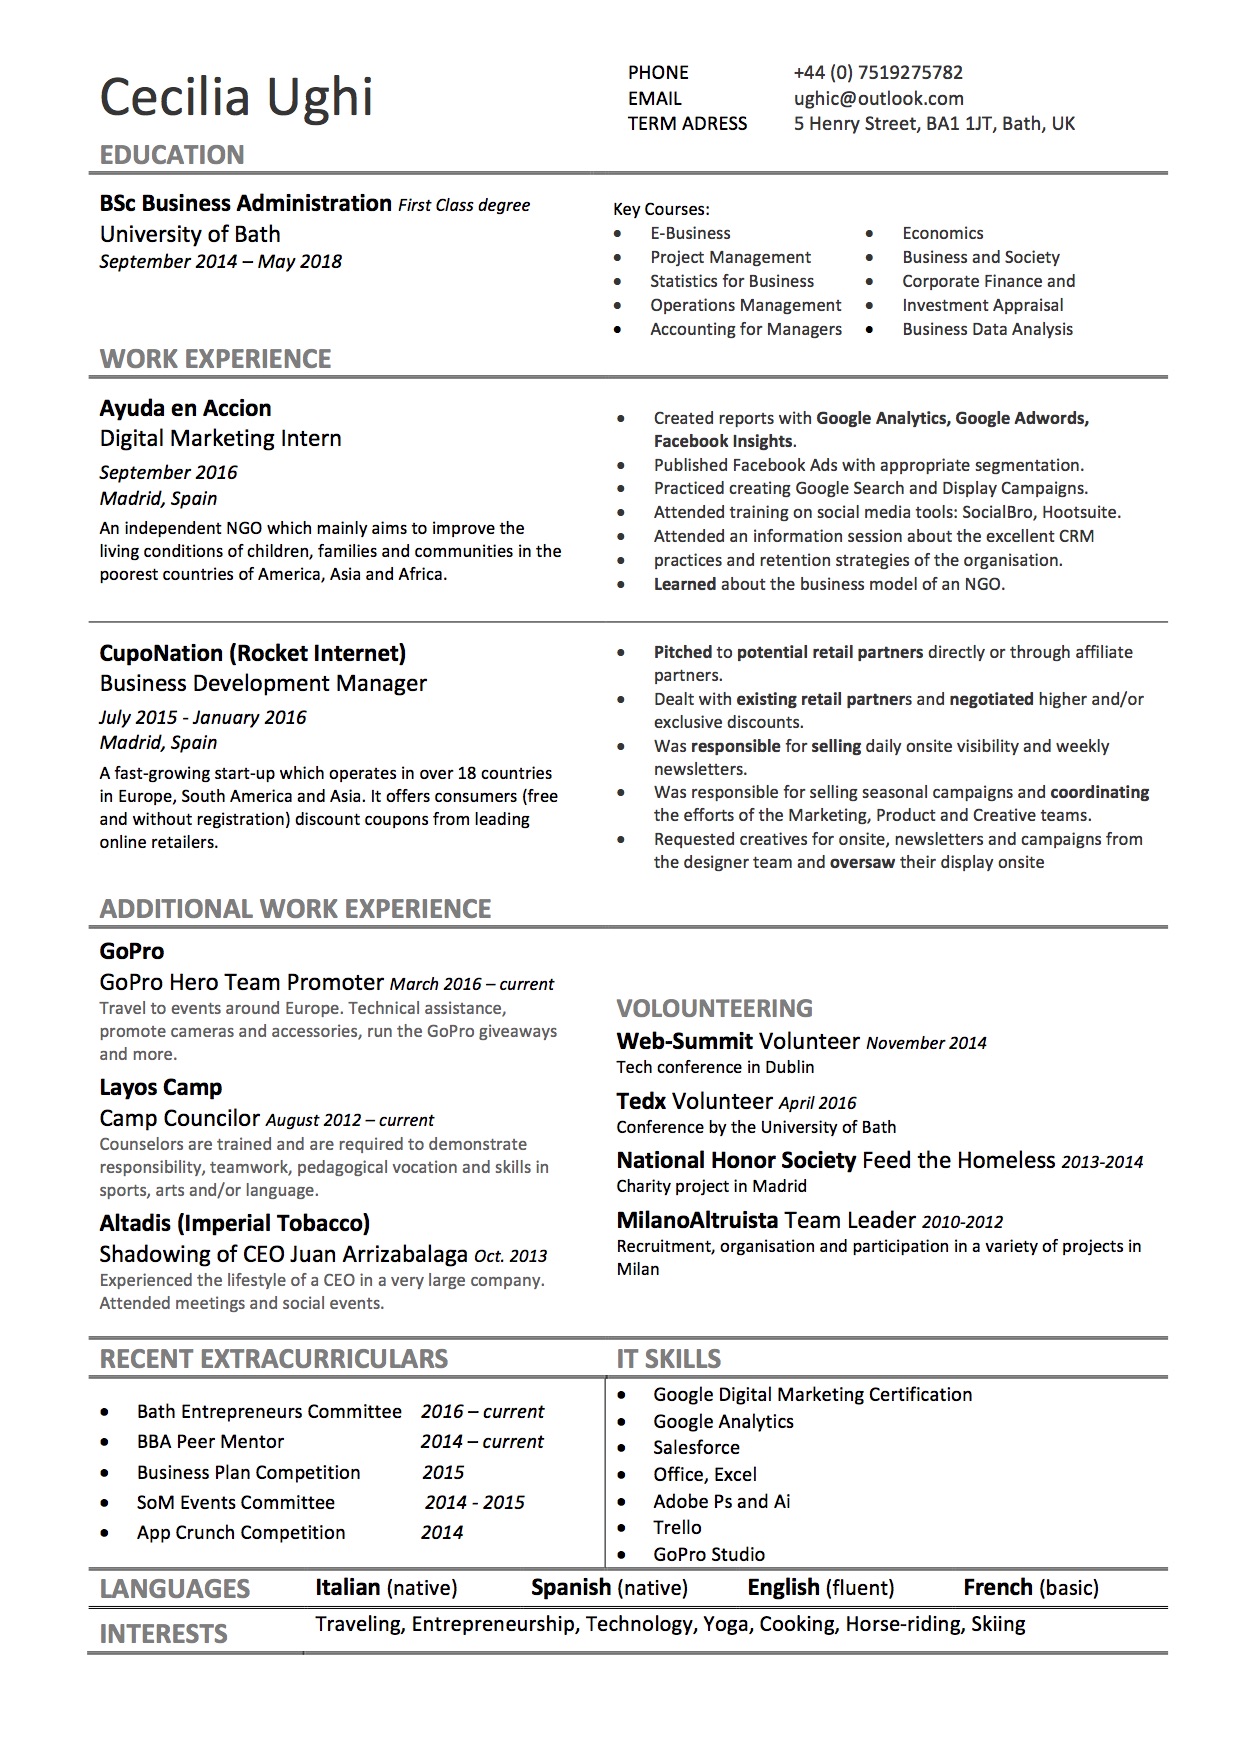 Cecilia Ughi
PHONE +44 (0) 7519275782
EMAIL ughic@outlook.com
TERM ADRESS 5 Henry Street, BA1 1JT, Bath, UK
EDUCATION
BSc Business Administration First Class degree
University of Bath
September 2014 – May 2018
Key Courses:
• E-Business
• Project Management
• Statistics for Business
• Operations Management
• Accounting for Managers
• Economics
• Business and Society
• Corporate Finance and
• Investment Appraisal
• Business Data Analysis
WORK EXPERIENCE
Ayuda en Accion
Digital Marketing Intern
September 2016
Madrid, Spain
An independent NGO which mainly aims to improve the
living conditions of children, families and communities in the
poorest countries of America, Asia and Africa.
• Created reports with Google Analytics, Google Adwords,
Facebook Insights.
• Published Facebook Ads with appropriate segmentation.
• Practiced creating Google Search and Display Campaigns.
• Attended training on social media tools: SocialBro, Hootsuite.
• Attended an information session about the excellent CRM
• practices and retention strategies of the organisation.
• Learned about the business model of an NGO.
CupoNation (Rocket Internet)
Business Development Manager
July 2015 - January 2016
Madrid, Spain
A fast-growing start-up which operates in over 18 countries
in Europe, South America and Asia. It offers consumers (free
and without registration) discount coupons from leading
online retailers.
• Pitched to potential retail partners directly or through affiliate
partners.
• Dealt with existing retail partners and negotiated higher and/or
exclusive discounts.
• Was responsible for selling daily onsite visibility and weekly
newsletters.
• Was responsible for selling seasonal campaigns and coordinating
the efforts of the Marketing, Product and Creative teams.
• Requested creatives for onsite, newsletters and campaigns from
the designer team and oversaw their display onsite
ADDITIONAL WORK EXPERIENCE
GoPro
GoPro Hero Team Promoter March 2016 – current
Travel to events around Europe. Technical assistance,
promote cameras and accessories, run the GoPro giveaways
and more.
Layos Camp
Camp Councilor August 2012 – current
Counselors are trained and are required to demonstrate
responsibility, teamwork, pedagogical vocation and skills in
sports, arts and/or language.
Altadis (Imperial Tobacco)
Shadowing of CEO Juan Arrizabalaga Oct. 2013
Experienced the lifestyle of a CEO in a very large company.
Attended meetings and social events.
VOLOUNTEERING
Web-Summit Volunteer November 2014
Tech conference in Dublin
Tedx Volunteer April 2016
Conference by the University of Bath
National Honor Society Feed the Homeless 2013-2014
Charity project in Madrid
MilanoAltruista Team Leader 2010-2012
Recruitment, organisation and participation in a variety of projects in
Milan
RECENT EXTRACURRICULARS
• Bath Entrepreneurs Committee 2016 – current
• BBA Peer Mentor 2014 – current
• Business Plan Competition 2015
• SoM Events Committee 2014 - 2015
• App Crunch Competition 2014
IT SKILLS
• Google Digital Marketing Certification
• Google Analytics
• Salesforce
• Office, Excel
• Adobe Ps and Ai
• Trello
• GoPro Studio
LANGUAGES Italian (native) Spanish (native) English (fluent) French (basic)
INTERESTS Traveling, Entrepreneurship, Technology, Yoga, Cooking, Horse-riding, Skiing